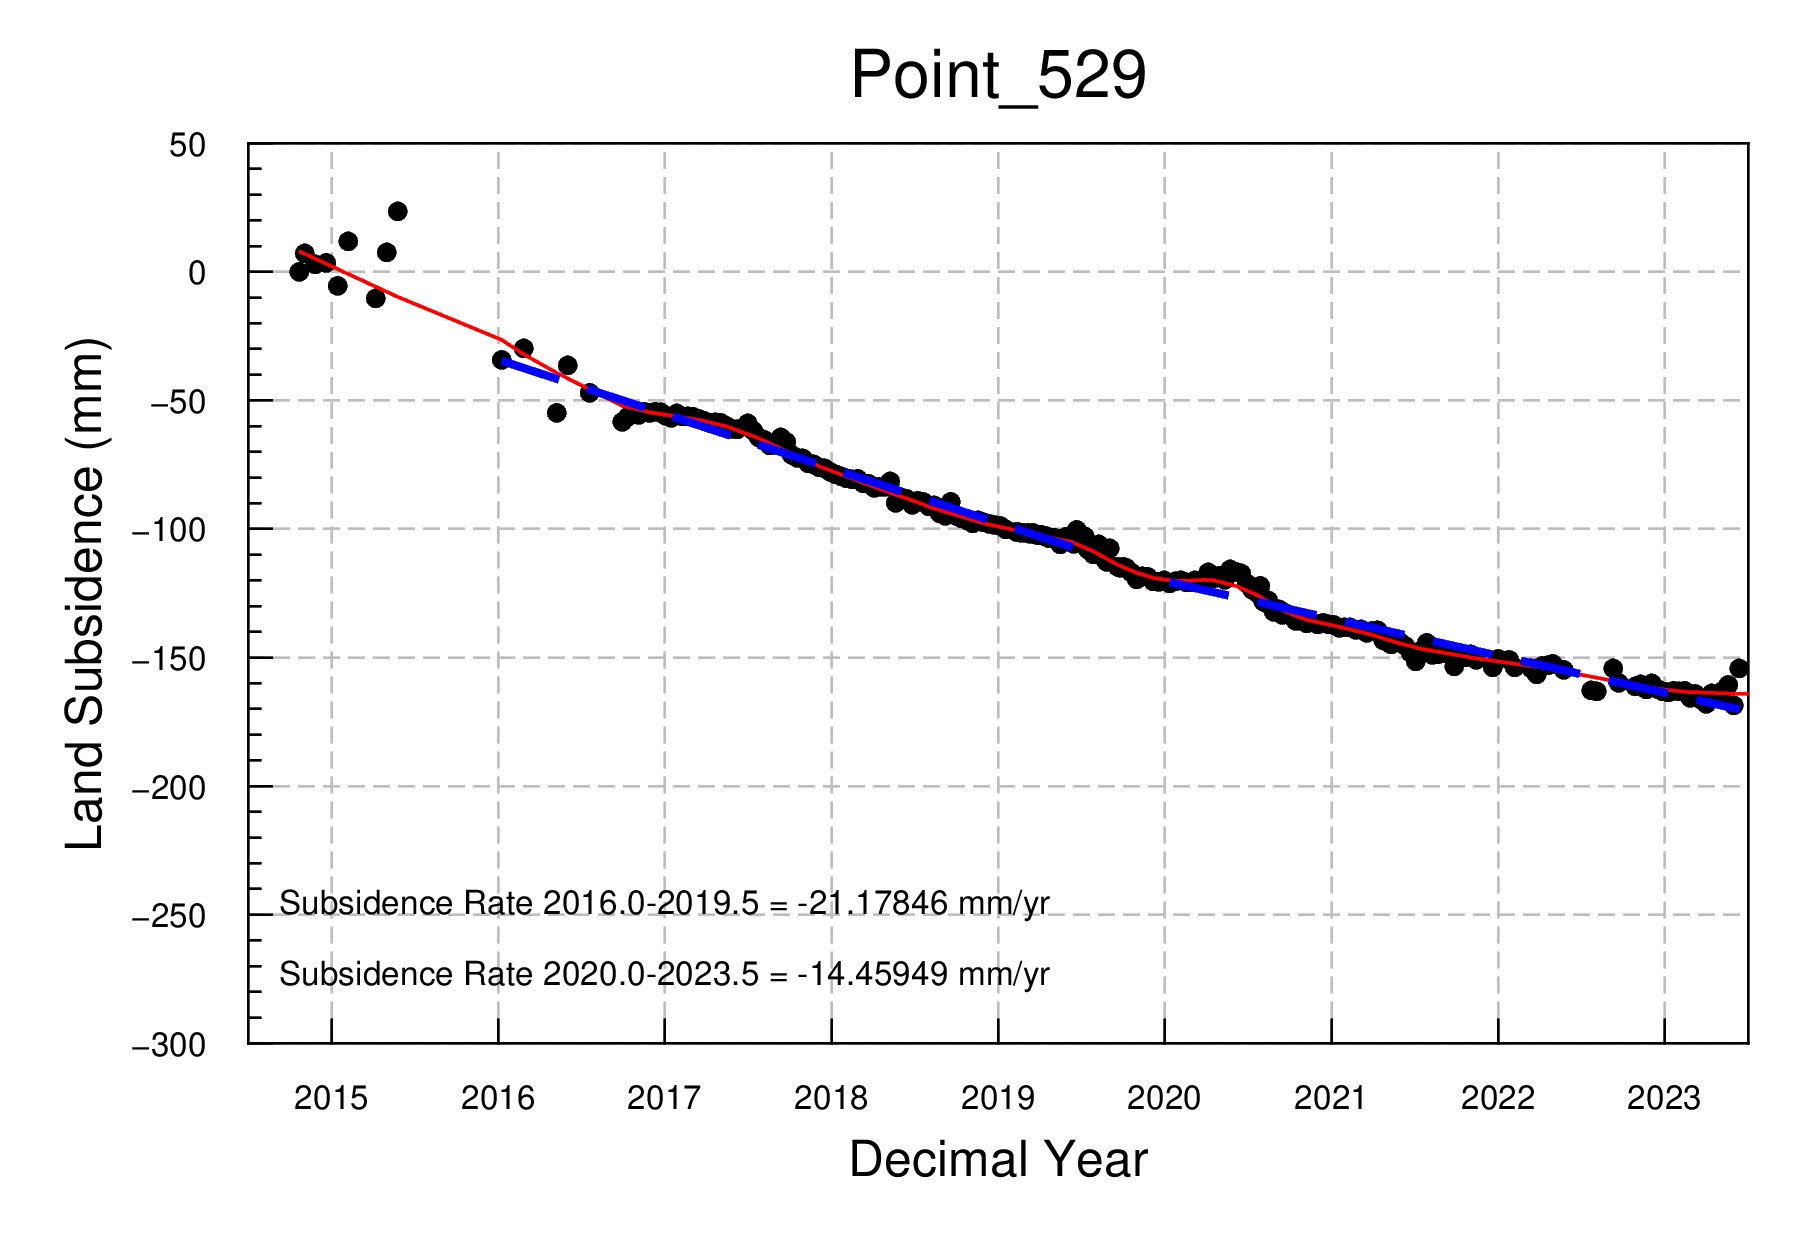 Point_529
50
0
−50
−100
−150
−200
−250
−300
Land Subsidence (mm)
Subsidence Rate 2016.0-2019.5 = -21.17846 mm/yr
Subsidence Rate 2020.0-2023.5 = -14.45949 mm/yr
2015 2016 2017 2018 2019 2020 2021 2022 2023
Decimal Year